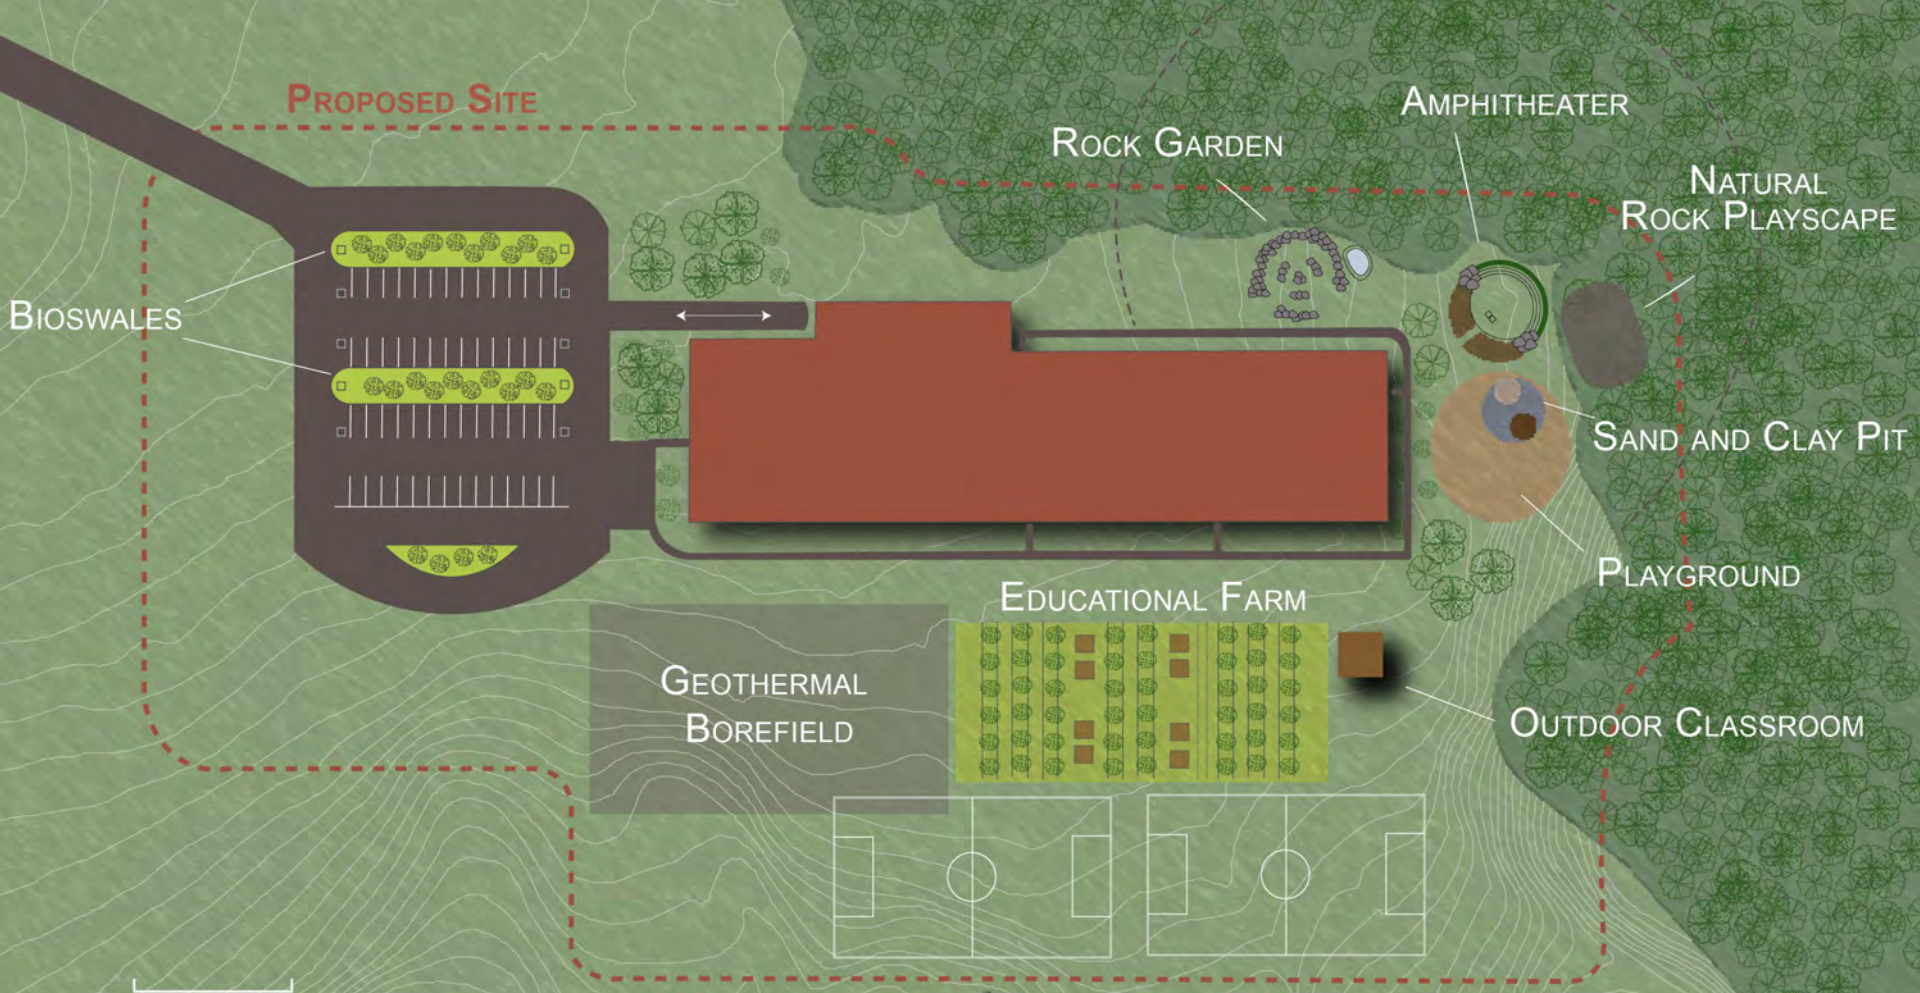 PROPOSED SITE
AMPHITHEATER
ROCK GARDEN
NATURAL
ROCK PLAYSCAPE
BIOSWALES
SAND AND CLAY PIT
PLAYGROUND
EDUCATIONAL FARM
GEOTHERMAL
BOREFIELD
OUTDOOR CLASSROOM